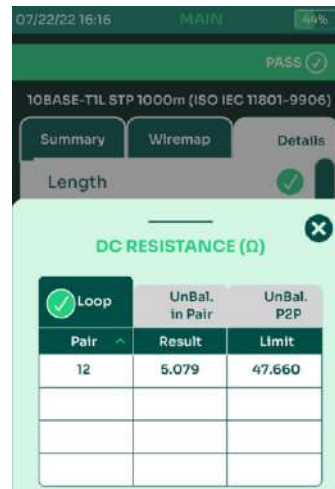 07/22/22 16:16 MAIN 44%
PASS
10BASE-T1L STP 1000m (ISO IEC 11801-9906)
Summary Wiremap Details
Length
DC RESISTANCE (Ω)
Loop UnBal. in Pair UnBal. P2P
Pair Result Limit
12 5.079 47.660